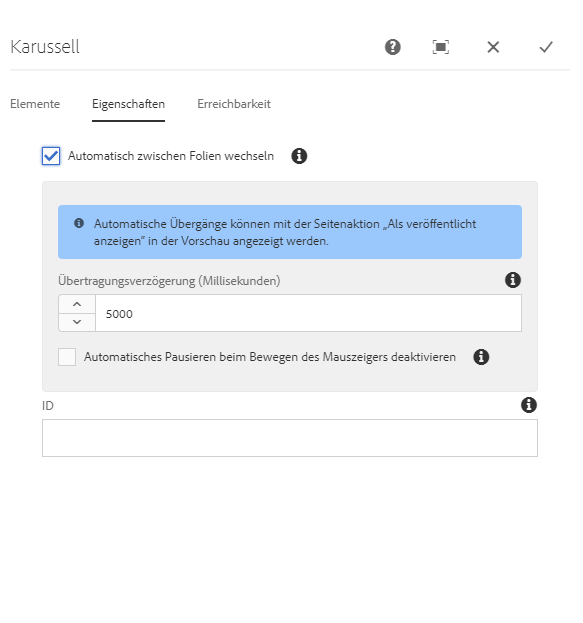 Karussell
Elemente Eigenschaften Erreichbarkeit
Automatisch zwischen Folien wechseln
Automatische Übergänge können mit der Seitenaktion „Als veröffentlicht
anzeigen" in der Vorschau angezeigt werden.
Übertragungsverzögerung (Millisekunden)
5000
Automatisches Pausieren beim Bewegen des Mauszeigers deaktivieren
ID